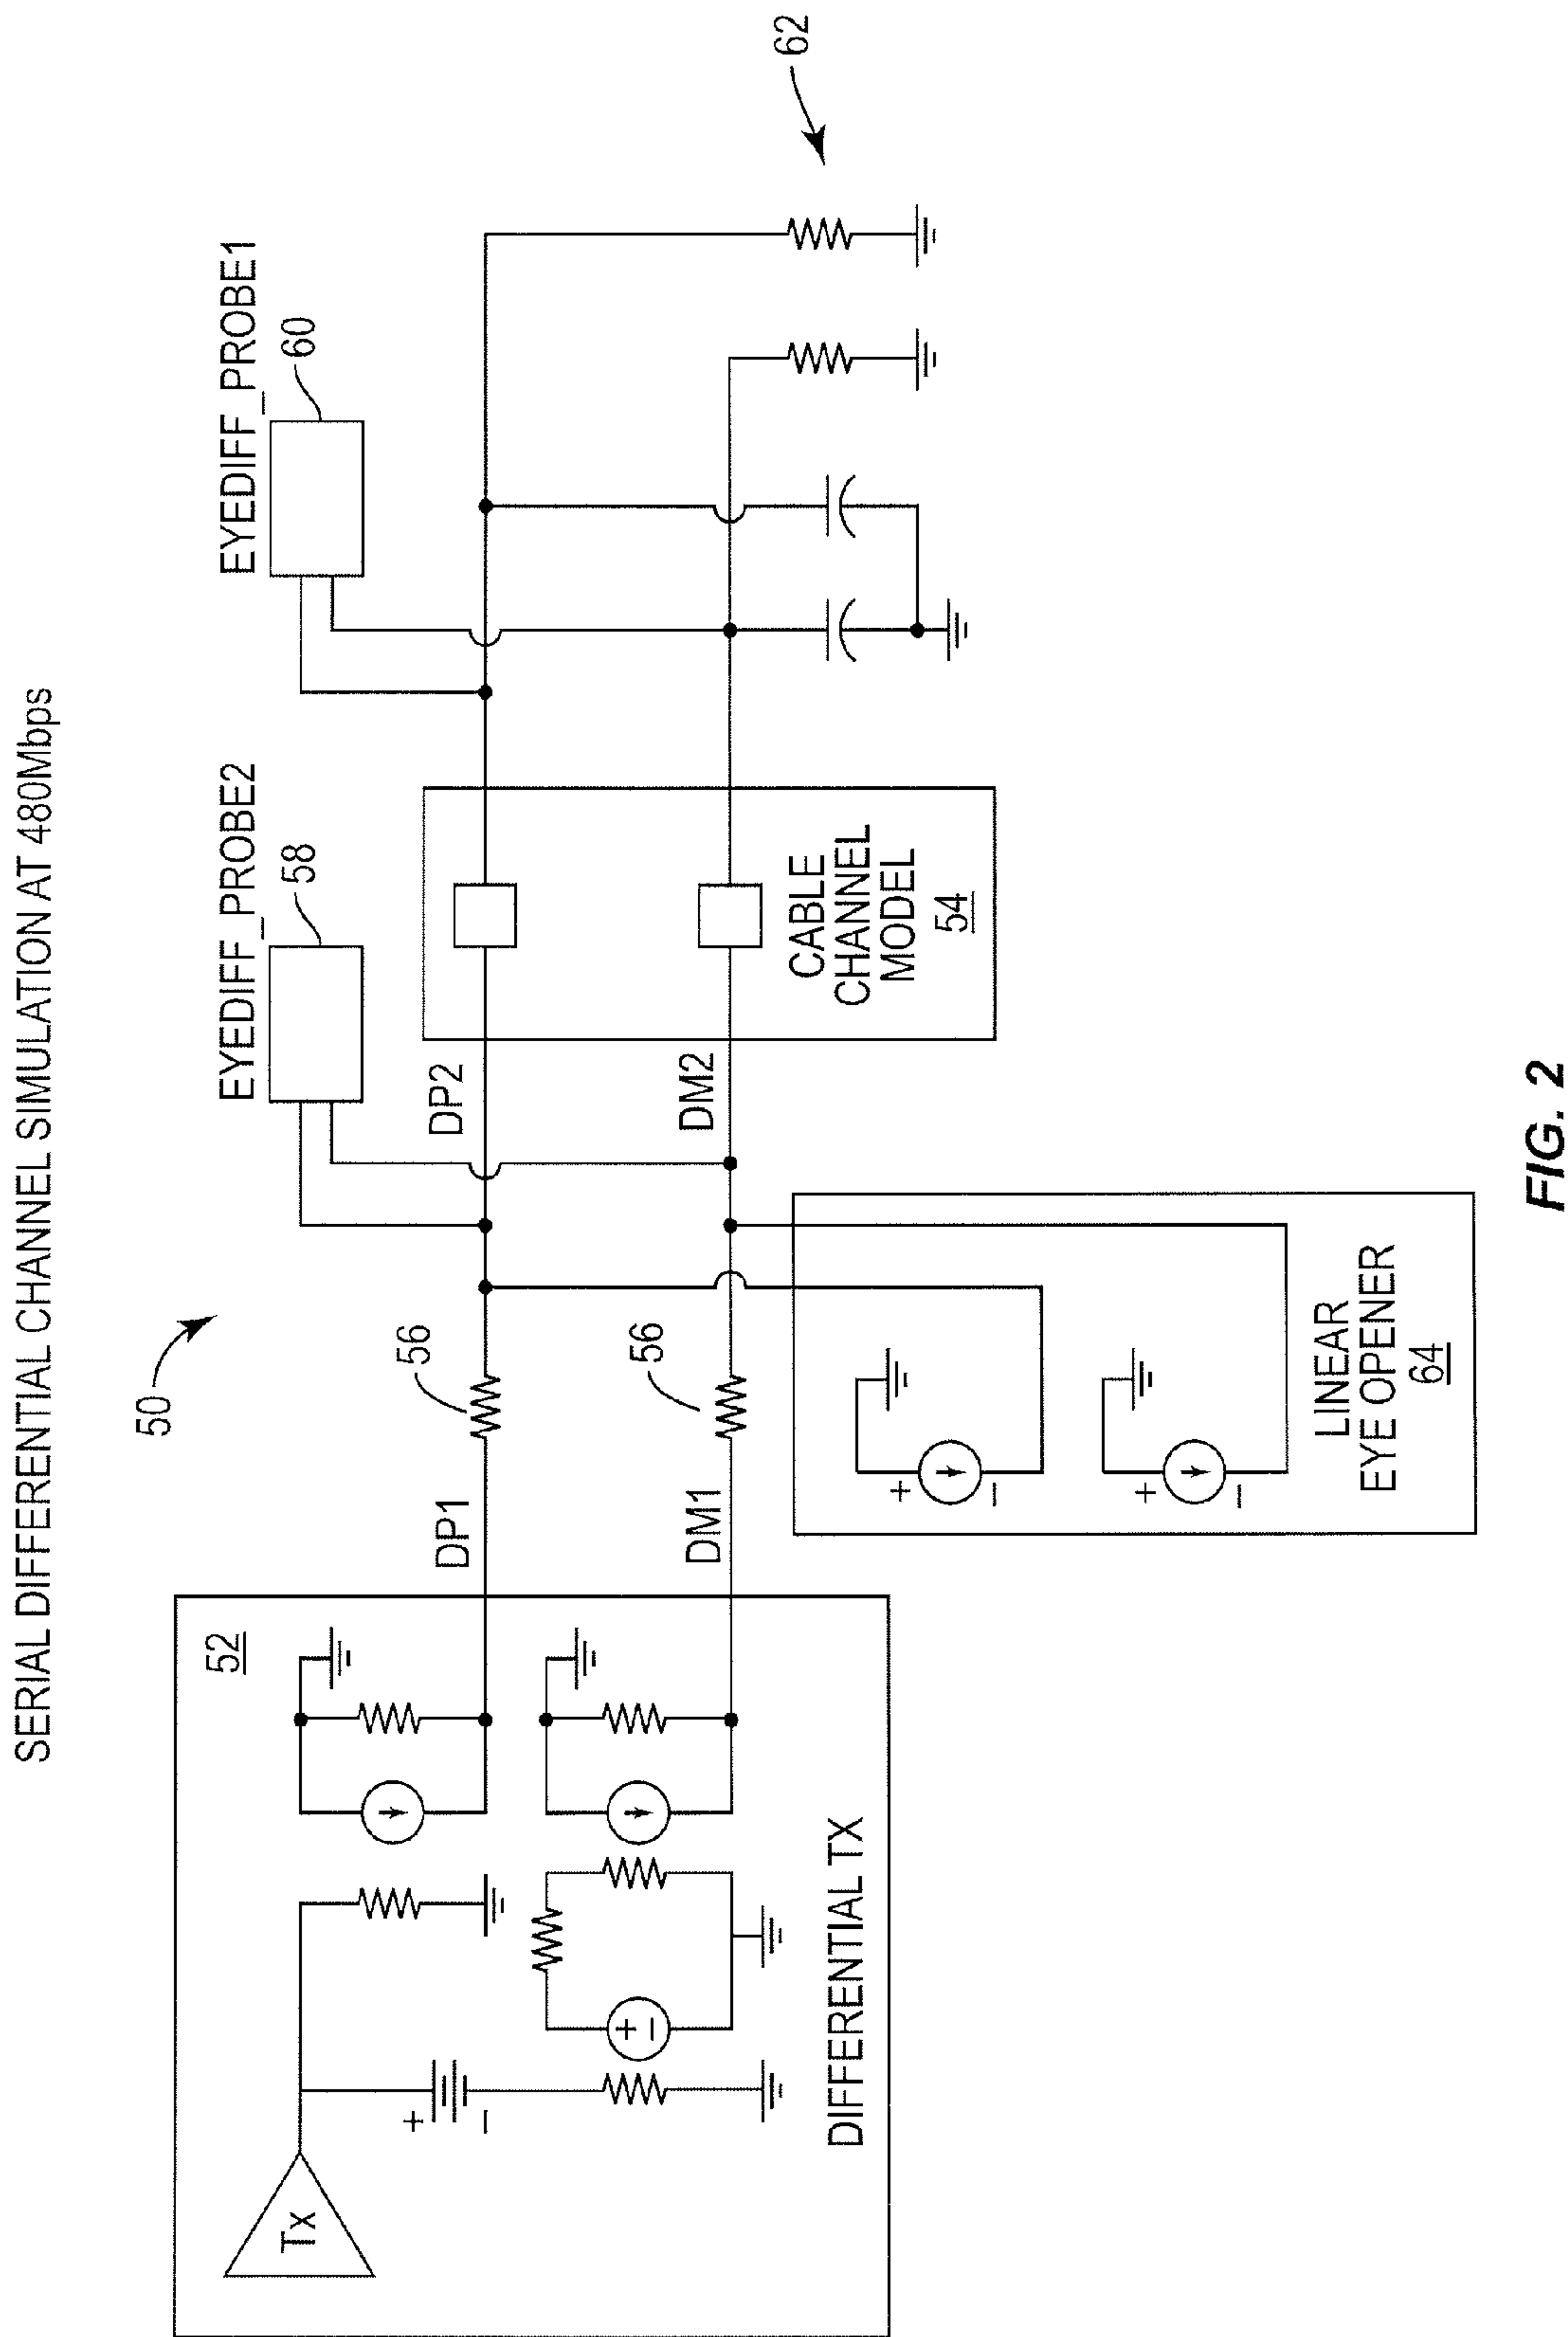 SERIAL DIFFERENTIAL CHANNEL SIMULATION AT 480Mbps
50
EYEDIFF_PROBE2
58
EYEDIFF_PROBE1
60
62
Tx
+
−
+
−
52
DIFFERENTIAL TX
DP1
DM1
56
56
DP2
DM2
CABLE
CHANNEL
MODEL
54
+
−
+
−
LINEAR
EYE OPENER
64
FIG. 2